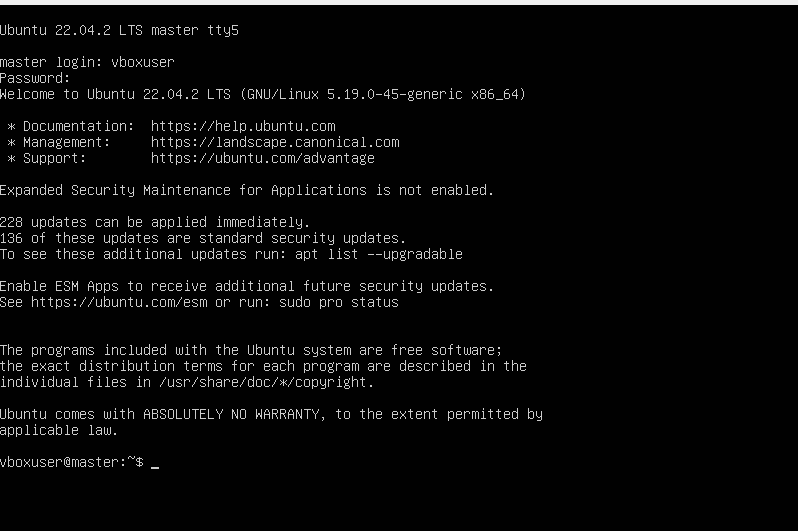 Ubuntu 22.04.2 LTS master tty5
master login: vboxuser
Password:
Welcome to Ubuntu 22.04.2 LTS (GNU/Linux 5.19.0-45-generic x86_64)
* Documentation:  https://help.ubuntu.com
* Management:     https://landscape.canonical.com
* Support:        https://ubuntu.com/advantage
Expanded Security Maintenance for Applications is not enabled.
228 updates can be applied immediately.
136 of these updates are standard security updates.
To see these additional updates run: apt list --upgradable
Enable ESM Apps to receive additional future security updates.
See https://ubuntu.com/esm or run: sudo pro status
The programs included with the Ubuntu system are free software;
the exact distribution terms for each program are described in the
individual files in /usr/share/doc/*/copyright.
Ubuntu comes with ABSOLUTELY NO WARRANTY, to the extent permitted by
applicable law.
vboxuser@master:~$ _